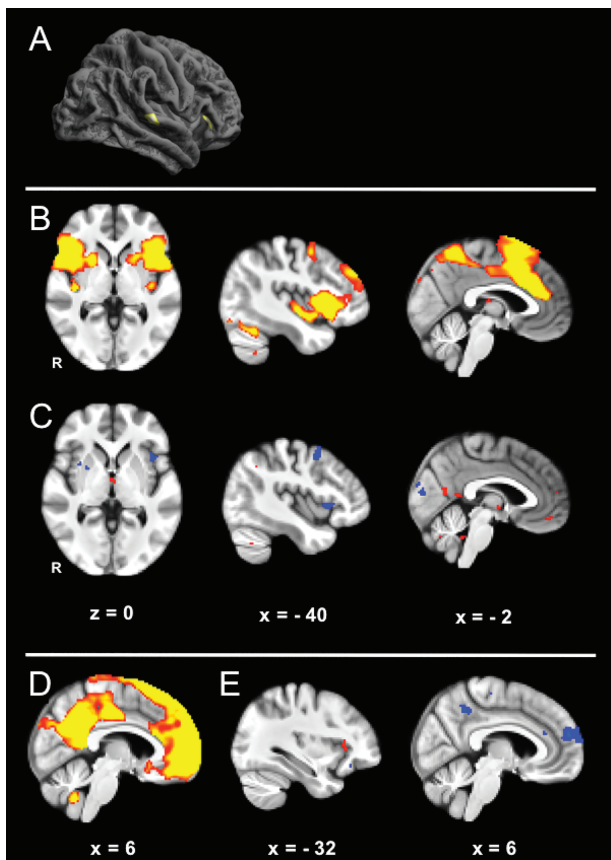 A
B
R
C
R
z = 0 x = - 40 x = - 2
D E
x = 6 x = - 32 x = 6